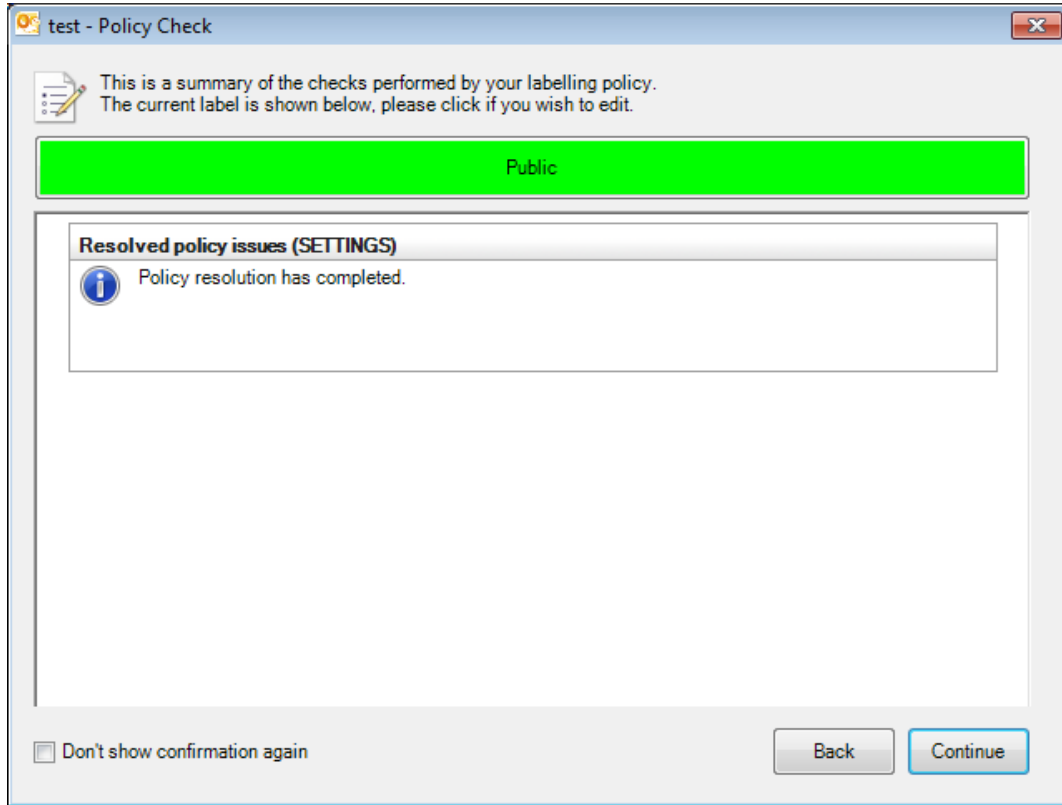 test - Policy Check
This is a summary of the checks performed by your labelling policy.
The current label is shown below, please click if you wish to edit.
Public
Resolved policy issues (SETTINGS)
Policy resolution has completed.
Don't show confirmation again
Back
Continue